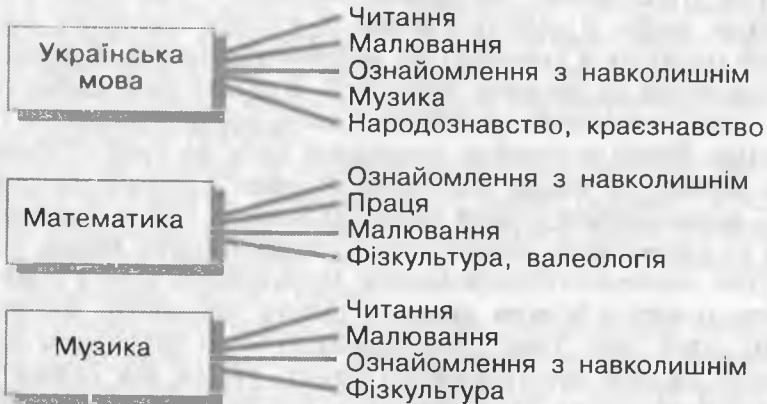 Українська
мова
Читання
Малювання
Ознайомлення з навколишнім
Музика
Народознавство, краєзнавство
Математика
Ознайомлення з навколишнім
Праця
Малювання
Фізкультура, валеологія
Музика
Читання
Малювання
Ознайомлення з навколишнім
Фізкультура